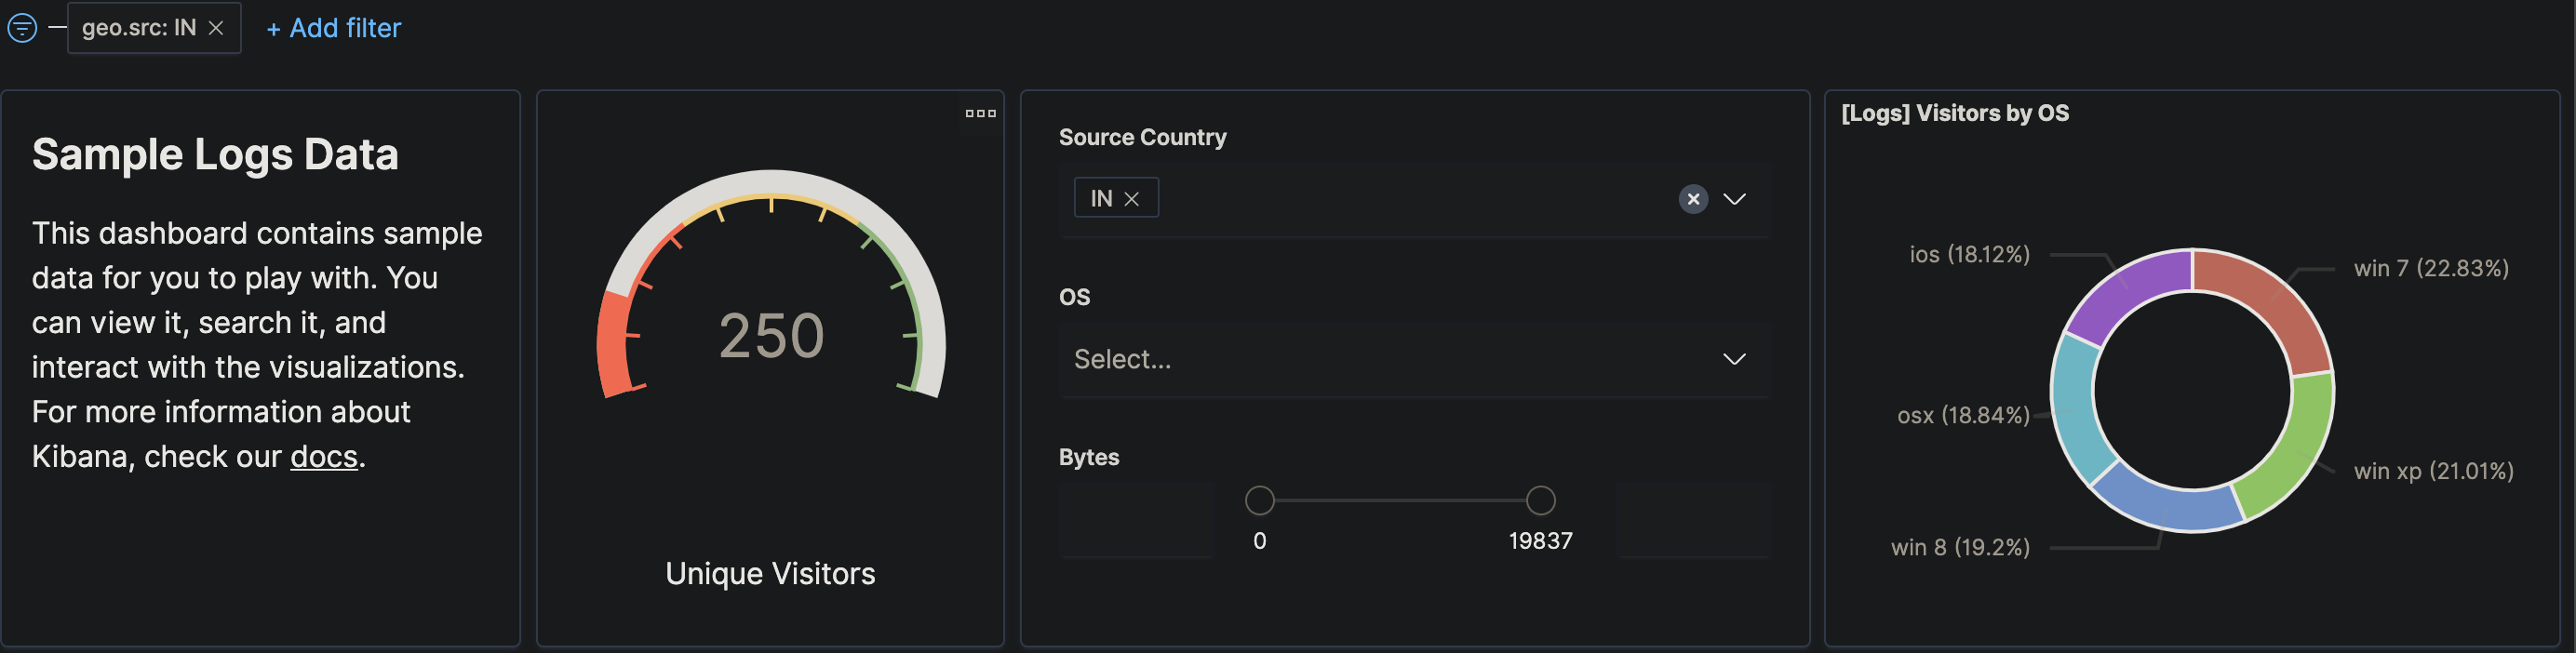 geo.src: IN
+ Add filter
Sample Logs Data
This dashboard contains sample
data for you to play with. You
can view it, search it, and
interact with the visualizations.
For more information about
Kibana, check our docs.
250
Unique Visitors
Source Country
IN
OS
Select...
Bytes
0
19837
[Logs] Visitors by OS
ios (18.12%)
win 7 (22.83%)
osx (18.84%)
win xp (21.01%)
win 8 (19.2%)